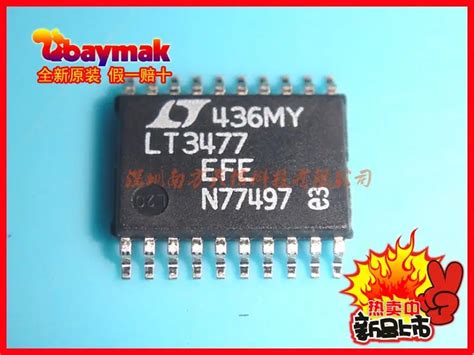 Ubaymak
全新原装 假一赔十
436MY
LT3477
EFE
N77497 e3
热卖中
新品上市